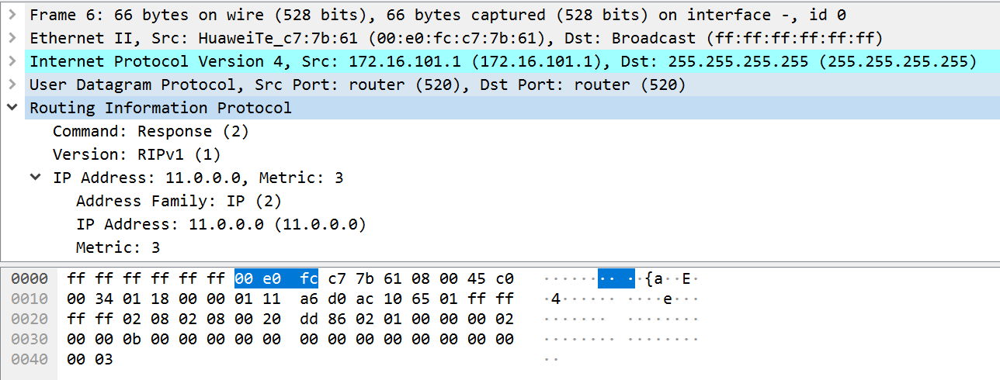 Frame 6: 66 bytes on wire (528 bits), 66 bytes captured (528 bits) on interface -, id 0
Ethernet II, Src: HuaweiTe_c7:7b:61 (00:e0:fc:c7:7b:61), Dst: Broadcast (ff:ff:ff:ff:ff:ff)
Internet Protocol Version 4, Src: 172.16.101.1 (172.16.101.1), Dst: 255.255.255.255 (255.255.255.255)
User Datagram Protocol, Src Port: router (520), Dst Port: router (520)
Routing Information Protocol
Command: Response (2)
Version: RIPv1 (1)
IP Address: 11.0.0.0, Metric: 3
Address Family: IP (2)
IP Address: 11.0.0.0 (11.0.0.0)
Metric: 3
0000 ff ff ff ff ff ff 00 e0 fc c7 7b 61 08 00 45 c0 ········ ··{a··E·
0010 00 34 01 18 00 00 01 11 a6 d0 ac 10 65 01 ff ff ·4······ ····e···
0020 ff ff 02 08 02 08 00 20 dd 86 02 01 00 00 00 02 ······· ········
0030 00 00 0b 00 00 00 00 00 00 00 00 00 00 00 00 00 ········ ········
0040 00 03 ··